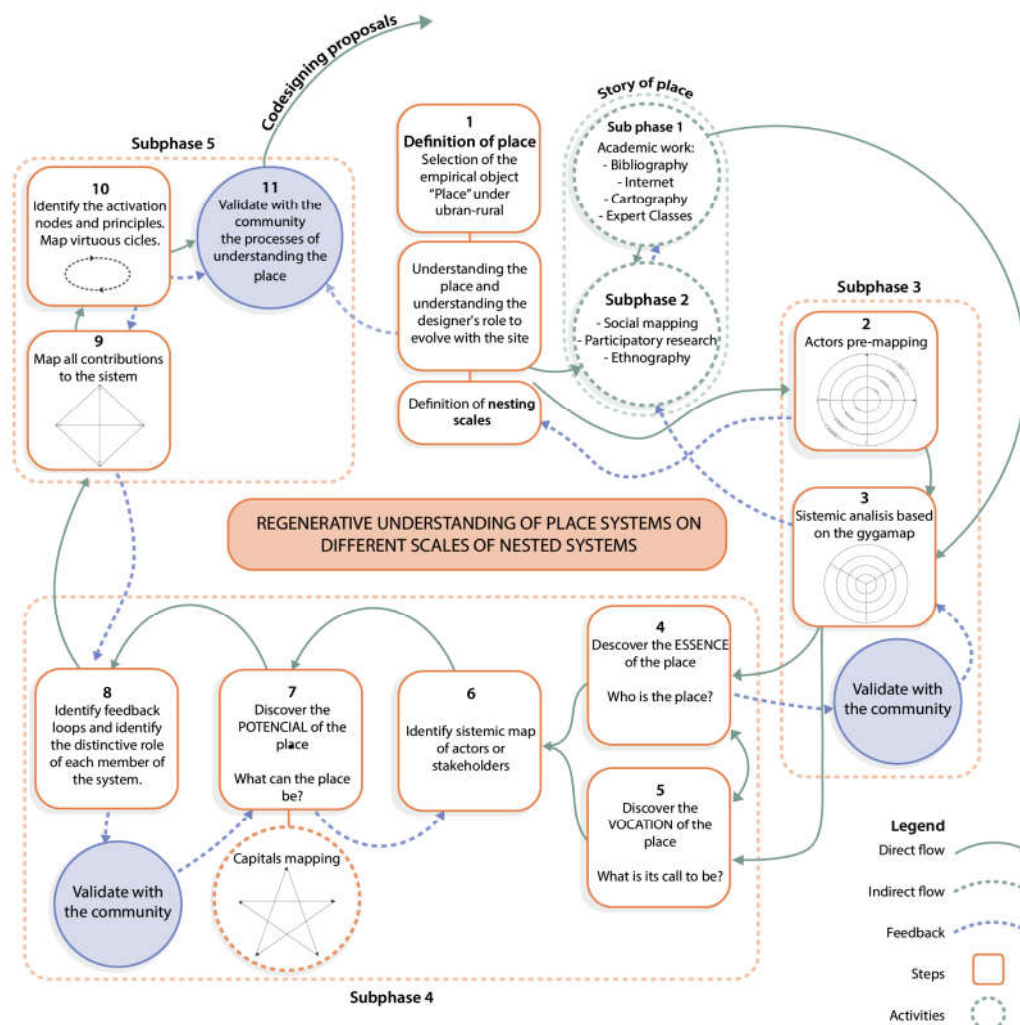 Codesigning proposals
Story of place
Subphase 5
10
Identify the activation
nodes and principles.
Map virtuous cicles.
11
Validate with the
community
the processes of
understanding the
place
9
Map all contributions
to the sistem
1
Definition of place
Selection of the
empirical object
"Place" under
ubran-rural
Understanding the
place and
understanding the
designer's role to
evolve with the site
Definition of nesting
scales
Sub phase 1
Academic work:
- Bibliography
- Internet
- Cartography
- Expert Classes
Subphase 2
- Social mapping
- Participatory research
- Ethnography
Subphase 3
2
Actors pre-mapping
3
Sistemic analisis based
on the gygamap
Validate with
the community
REGENERATIVE UNDERSTANDING OF PLACE SYSTEMS ON
DIFFERENT SCALES OF NESTED SYSTEMS
4
Descover the ESSENCE
of the place
Who is the place?
5
Discover the
VOCATION of the
place
What is its call to be?
6
Identify sistemic map
of actors or
stakeholders
7
Discover the
POTENCIAL of the
place
What can the place
be?
Capitals mapping
8
Identify feedback
loops and identify
the distinctive role
of each member of
the system.
Validate with
the community
Subphase 4
Legend
Direct flow
Indirect flow
Feedback
Steps
Activities